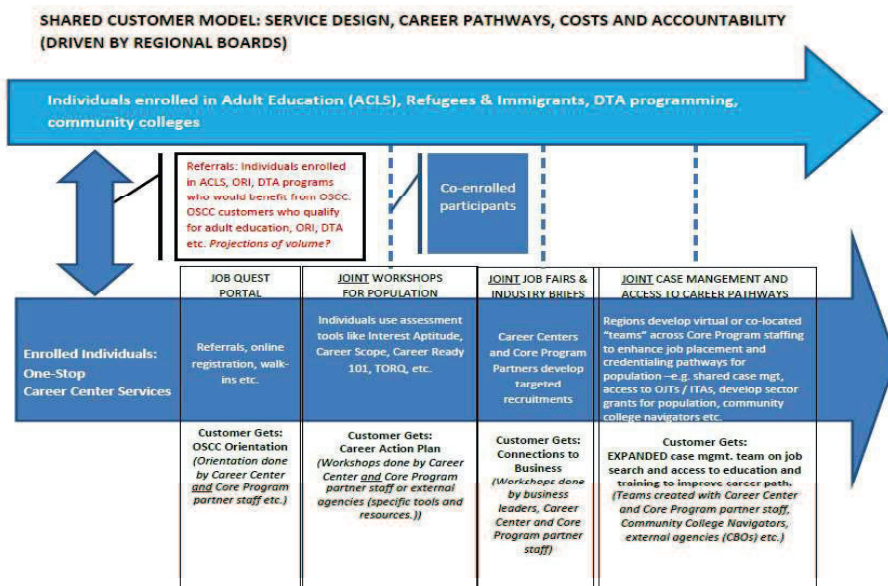 SHARED CUSTOMER MODEL: SERVICE DESIGN, CAREER PATHWAYS, COSTS AND ACCOUNTABILITY
(DRIVEN BY REGIONAL BOARDS)
Individuals enrolled in Adult Education (ACLS), Refugees & Immigrants, DTA programming,
community colleges
Referrals: Individuals enrolled
in ACLS, ORI, DTA programs
who would benefit from OSCC.
OSCC customers who qualify
for adult education, ORI, DTA
etc. Projections of volume?
Co-enrolled
participants
Enrolled Individuals:
One-Stop
Career Center Services
JOB QUEST
PORTAL
Referrals, online
registration, walk-
ins etc.
Customer Gets:
OSCC Orientation
(Orientation done
by Career Center
and Core Program
partner staff etc.)
JOINT WORKSHOPS
FOR POPULATION
Individuals use assessment
tools like Interest Aptitude,
Career Scope, Career Ready
101, TORQ, etc.
Customer Gets:
Career Action Plan
(Workshops done by Career
Center and Core Program
partner staff or external
agencies (specific tools and
resources.))
JOINT JOB FAIRS &
INDUSTRY BRIEFS
Career Centers
and Core Program
Partners develop
targeted
recruitments
Customer Gets:
Connections to
Business
(Workshops done
by business
leaders, Career
Center and Core
Program partner
staff)
JOINT CASE MANGEMENT AND
ACCESS TO CAREER PATHWAYS
Regions develop virtual or co-located
"teams" across Core Program staffing
to enhance job placement and
credentialing pathways for
population –e.g. shared case mgt,
access to OJTs / ITAs, develop sector
grants for population, community
college navigators etc.
Customer Gets:
EXPANDED case mgmt. team on job
search and access to education and
training to improve career path.
(Teams created with Career Center
and Core Program partner staff,
Community College Navigators,
external agencies (CBOs) etc.)